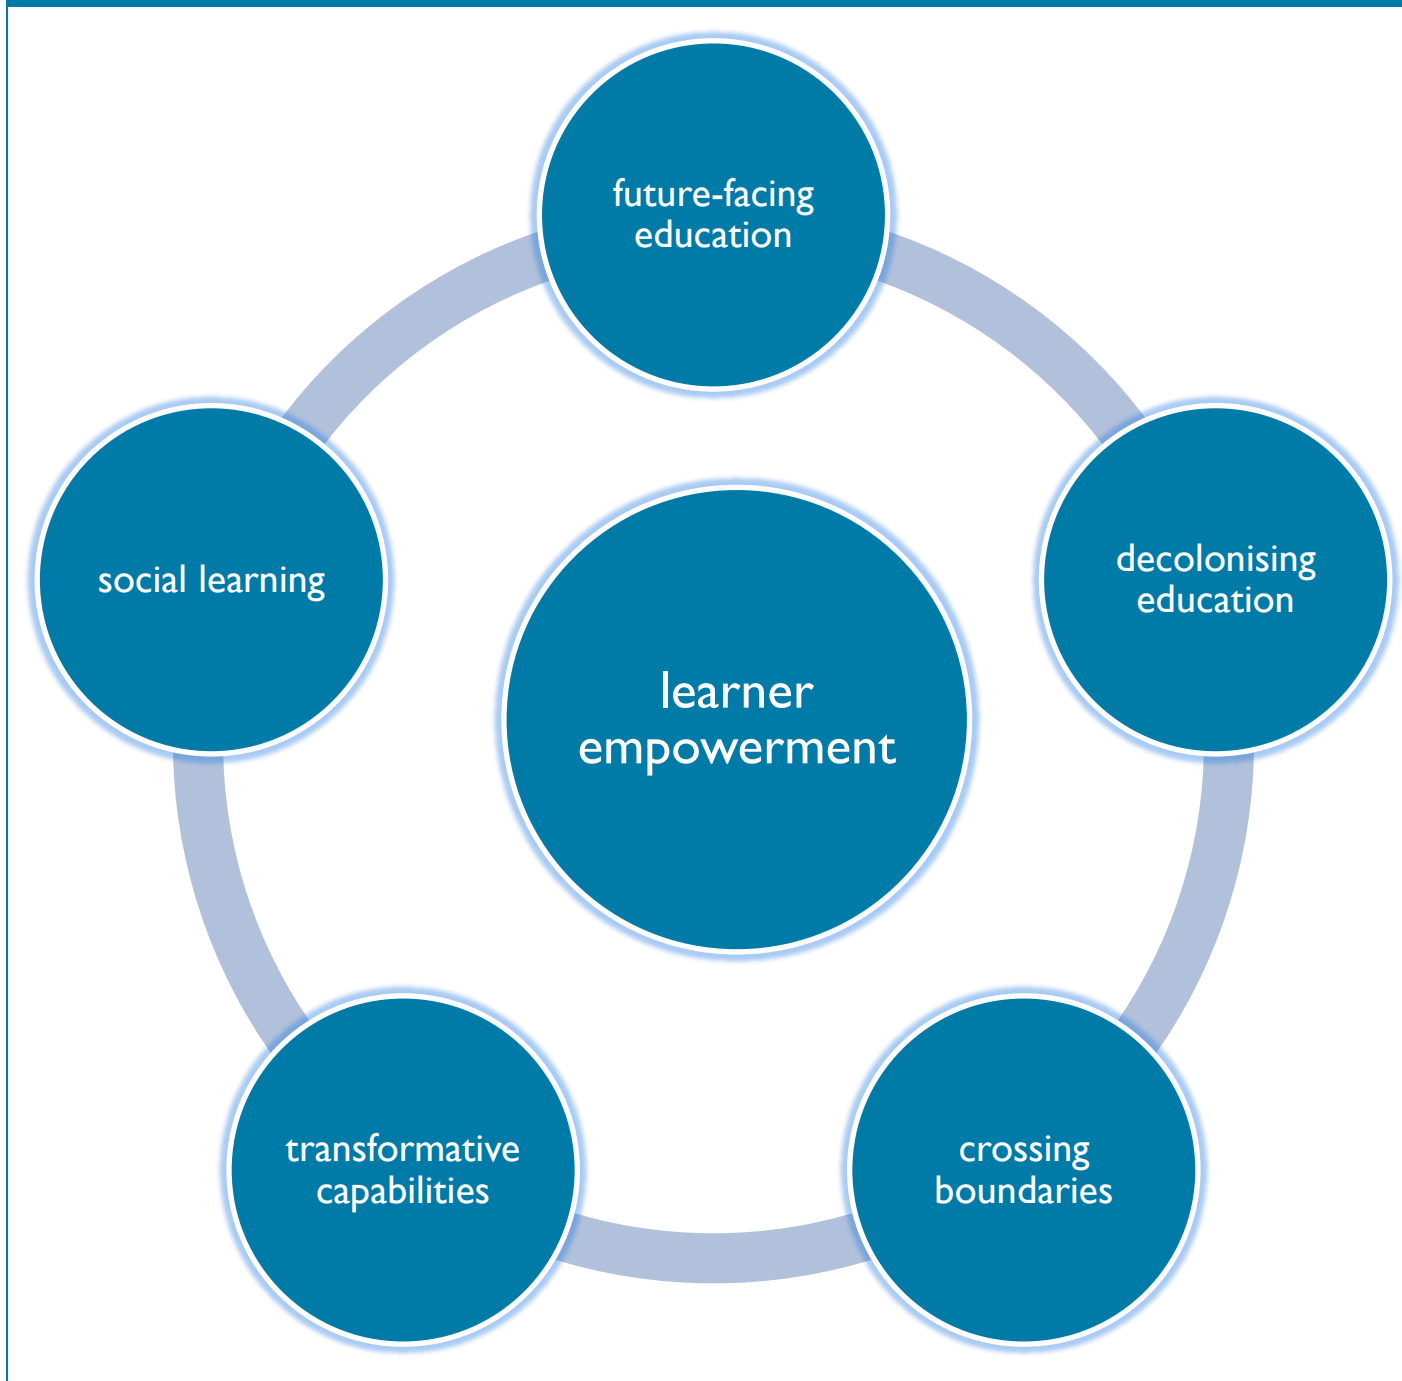 future-facing
education
decolonising
education
social learning
learner
empowerment
transformative
capabilities
crossing
boundaries